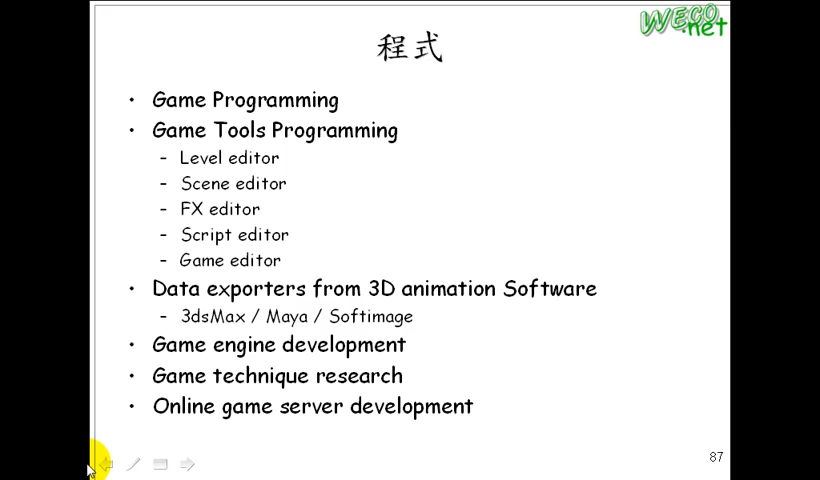 WECO
.net
程式
• Game Programming
• Game Tools Programming
– Level editor
– Scene editor
– FX editor
– Script editor
– Game editor
• Data exporters from 3D animation Software
– 3dsMax / Maya / Softimage
• Game engine development
• Game technique research
• Online game server development
87